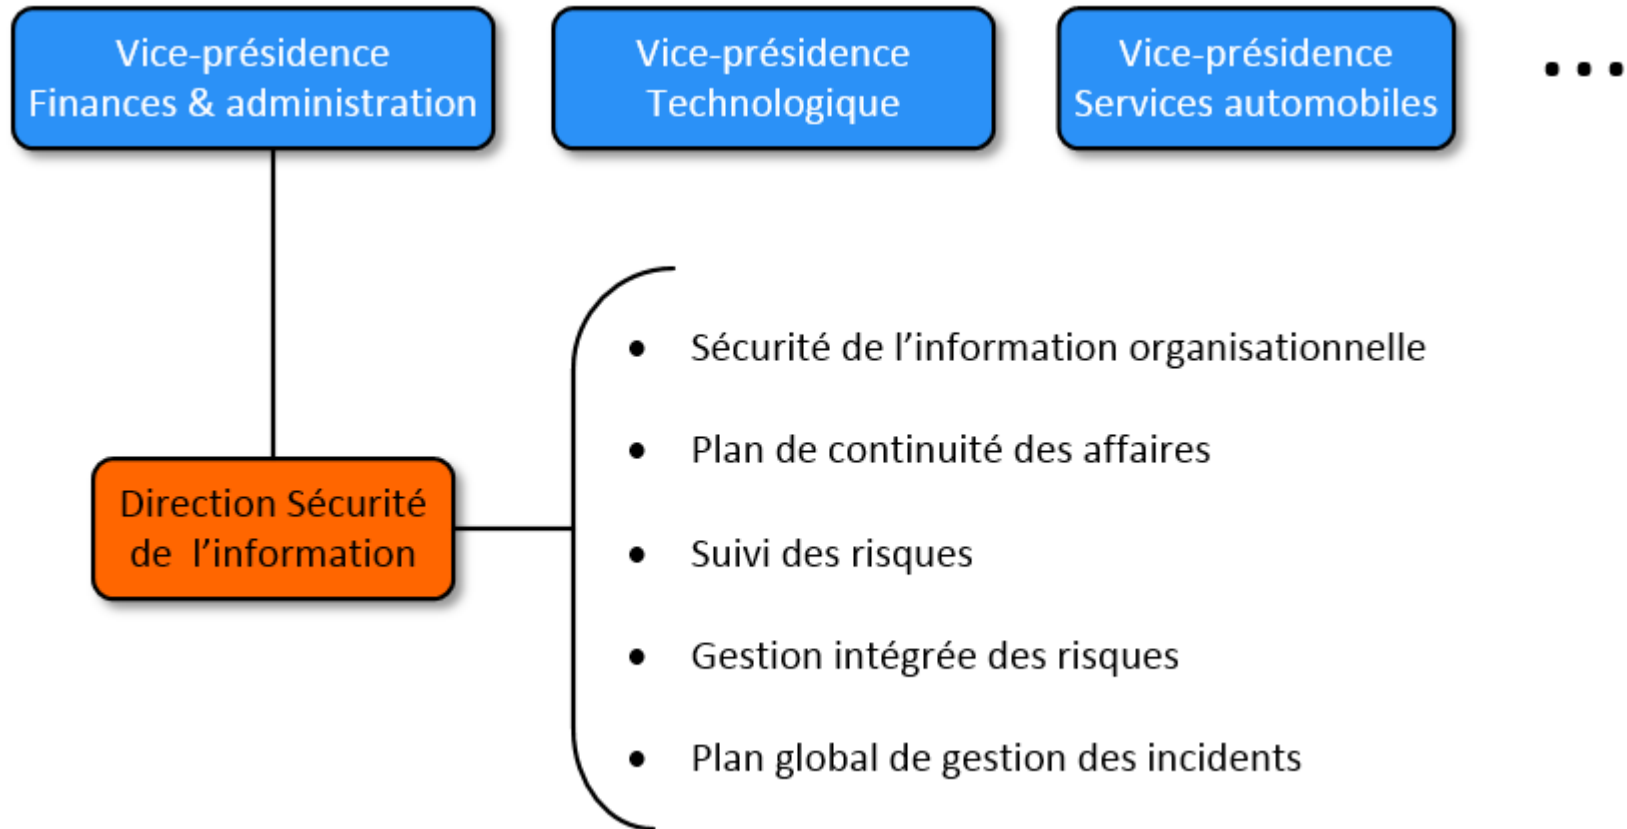 Vice-présidence
Finances & administration
Vice-présidence
Technologique
Vice-présidence
Services automobiles
...
Direction Sécurité
de l’information
• Sécurité de l’information organisationnelle
• Plan de continuité des affaires
• Suivi des risques
• Gestion intégrée des risques
• Plan global de gestion des incidents